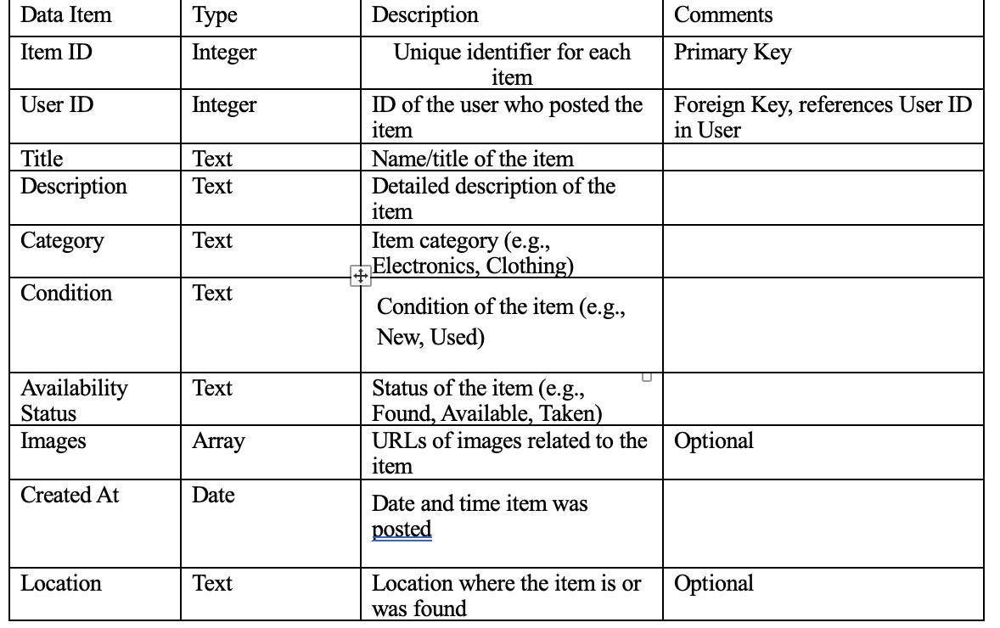 Data Item Type Description Comments
Item ID Integer Unique identifier for each Primary Key
item
User ID Integer ID of the user who posted the Foreign Key, references User ID
item in User
Title Text Name/title of the item
Description Text Detailed description of the
item
Category Text Item category (e.g.,
Electronics, Clothing)
Condition Text Condition of the item (e.g.,
New, Used)
Availability Text Status of the item (e.g.,
Status Found, Available, Taken)
Images Array URLs of images related to the Optional
item
Created At Date Date and time item was
posted
Location Text Location where the item is or Optional
was found